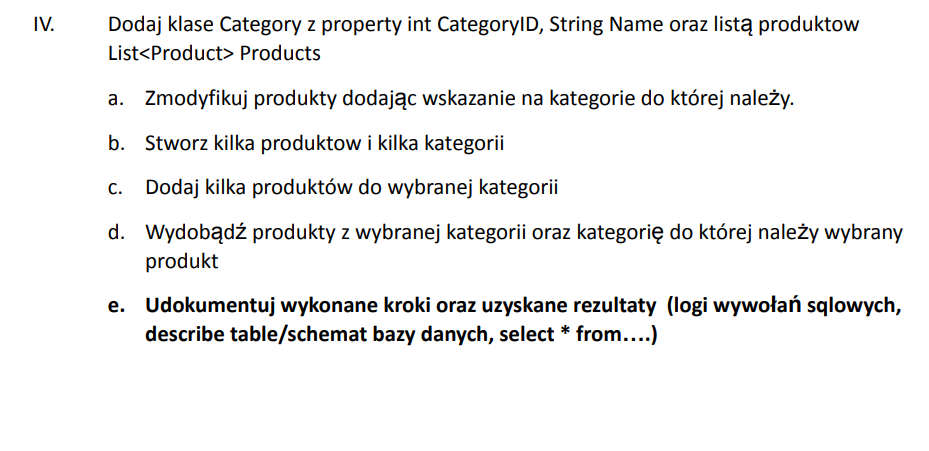 IV. Dodaj klase Category z property int CategoryID, String Name oraz listą produktow
List<Product> Products
a. Zmodyfikuj produkty dodając wskazanie na kategorie do której należy.
b. Stworz kilka produktow i kilka kategorii
c. Dodaj kilka produktów do wybranej kategorii
d. Wydobądź produkty z wybranej kategorii oraz kategorię do której należy wybrany
produkt
e. Udokumentuj wykonane kroki oraz uzyskane rezultaty (logi wywołań sqlowych,
describe table/schemat bazy danych, select * from….)